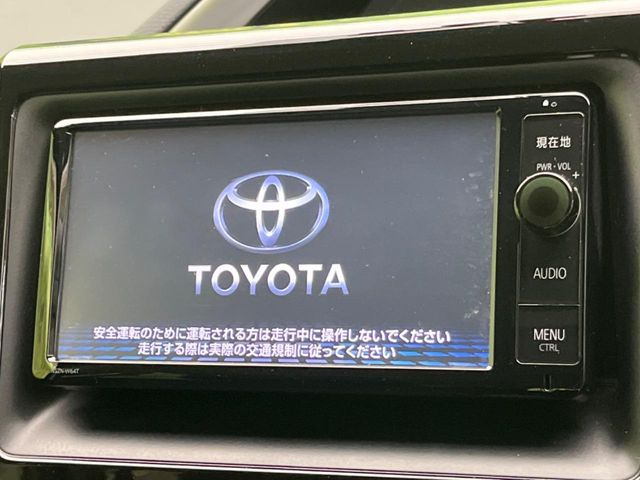 現在地
PWR・VOL
+
TOYOTA
AUDIO
安全運転のために運転される方は走行中に操作しないでください
走行する際は実際の交通規制に従ってください
MENU
CTRL